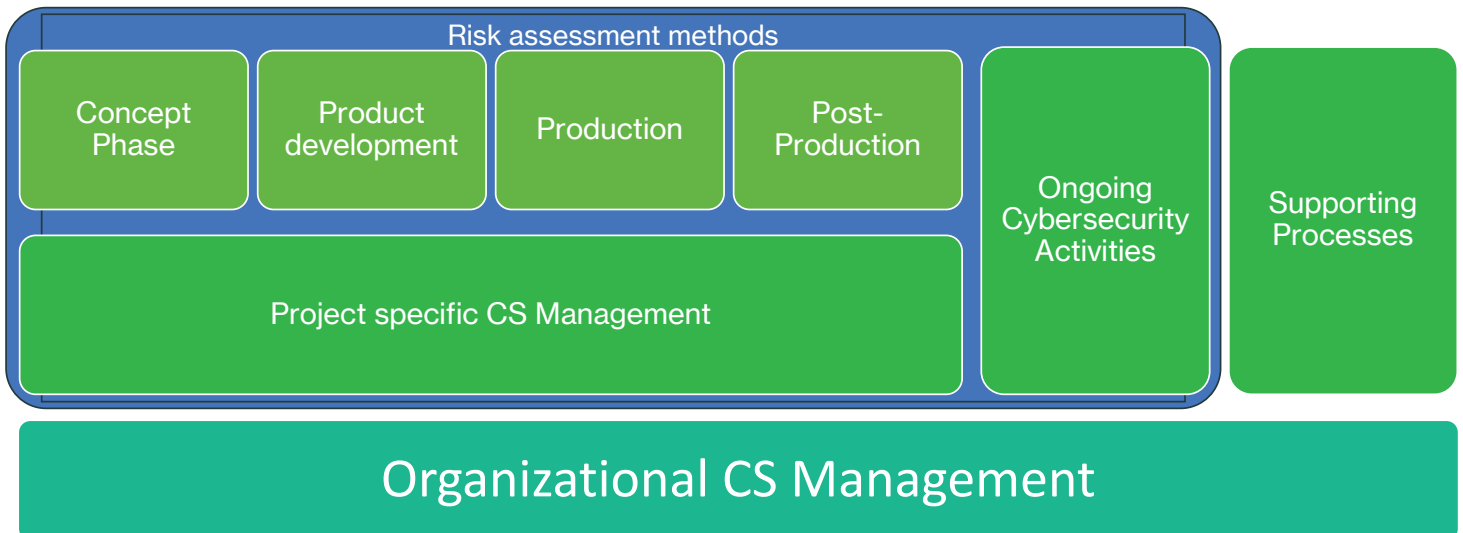 Risk assessment methods
Concept
Phase
Product
development
Production
Post-
Production
Ongoing
Cybersecurity
Activities
Supporting
Processes
Project specific CS Management
Organizational CS Management